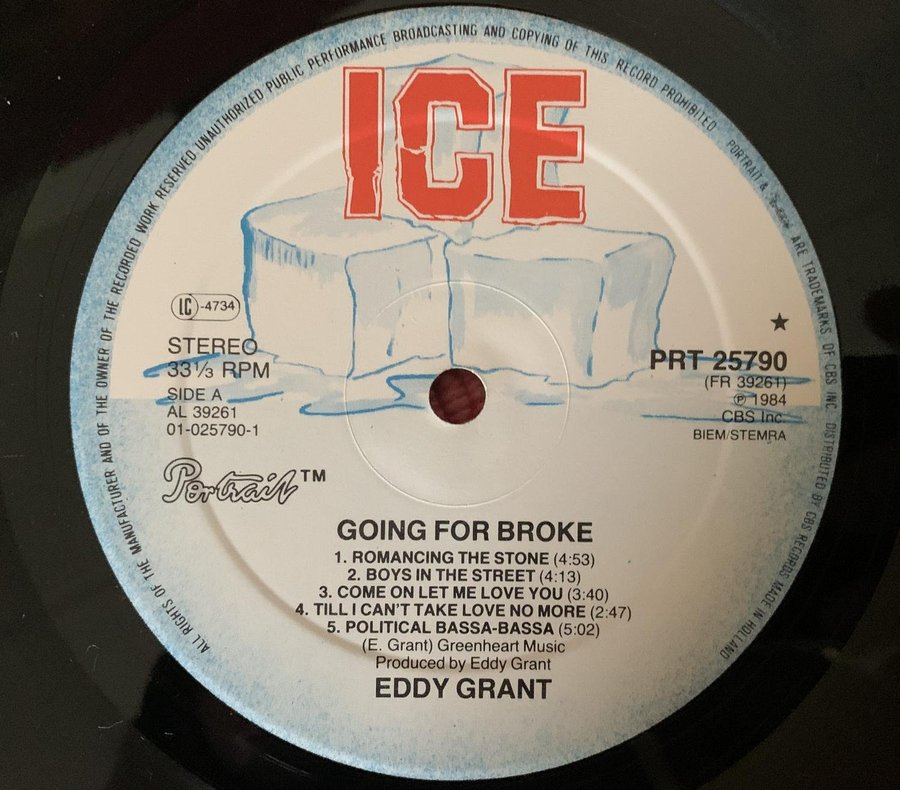 ALL RIGHTS OF THE MANUFACTURER AND OF THE OWNER OF THE RECORDED WORK RESERVED UNAUTHORIZED PUBLIC PERFORMANCE BROADCASTING AND COPYING OF THIS RECORD PROHIBITED
PORTRAIT & ARE TRADEMARKS OF CBS INC. DISTRIBUTED BY CBS RECORDS MADE IN HOLLAND
ICE
LC -4734
STEREO
33 1/3 RPM
SIDE A
AL 39261
01-025790-1
Portrait™
★
PRT 25790
(FR 39261)
℗ 1984
CBS Inc.
BIEM/STEMRA
GOING FOR BROKE
1. ROMANCING THE STONE (4:53)
2. BOYS IN THE STREET (4:13)
3. COME ON LET ME LOVE YOU (3:40)
4. TILL I CAN'T TAKE LOVE NO MORE (2:47)
5. POLITICAL BASSA-BASSA (5:02)
(E. Grant) Greenheart Music
Produced by Eddy Grant
EDDY GRANT